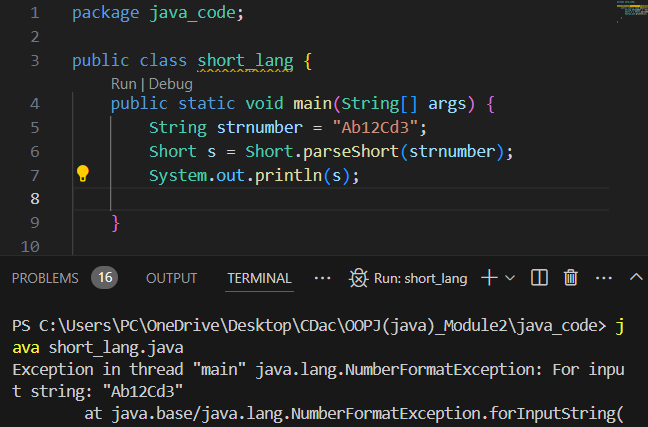 1 package java_code;
2
3 public class short_lang {
Run | Debug
4 public static void main(String[] args) {
5 String strnumber = "Ab12Cd3";
6 Short s = Short.parseShort(strnumber);
7 System.out.println(s);
8
9 }
10
PROBLEMS 16 OUTPUT TERMINAL ··· Run: short_lang ···
PS C:\Users\PC\OneDrive\Desktop\CDac\OOPJ(java)_Module2\java_code> j
ava short_lang.java
Exception in thread "main" java.lang.NumberFormatException: For inpu
t string: "Ab12Cd3"
at java.base/java.lang.NumberFormatException.forInputString(